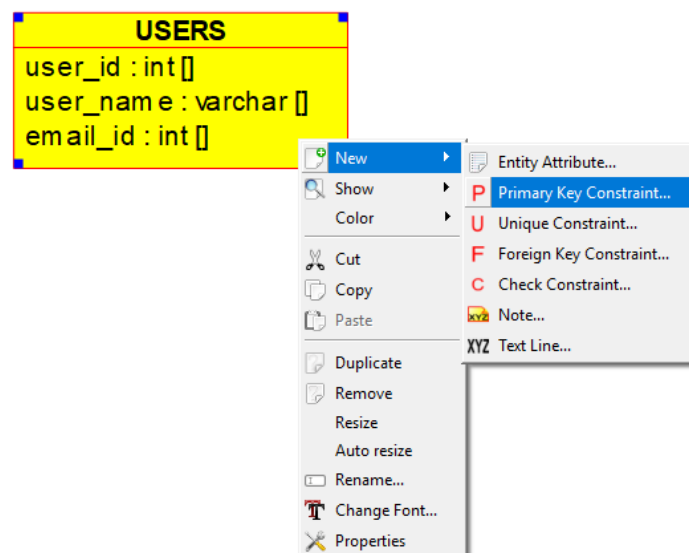 USERS
user_id : int []
user_name : varchar []
email_id : int []
New
Show
Color
Cut
Copy
Paste
Duplicate
Remove
Resize
Auto resize
Rename...
Change Font...
Properties
Entity Attribute...
P Primary Key Constraint...
U Unique Constraint...
F Foreign Key Constraint...
C Check Constraint...
XYZ Note...
XYZ Text Line...